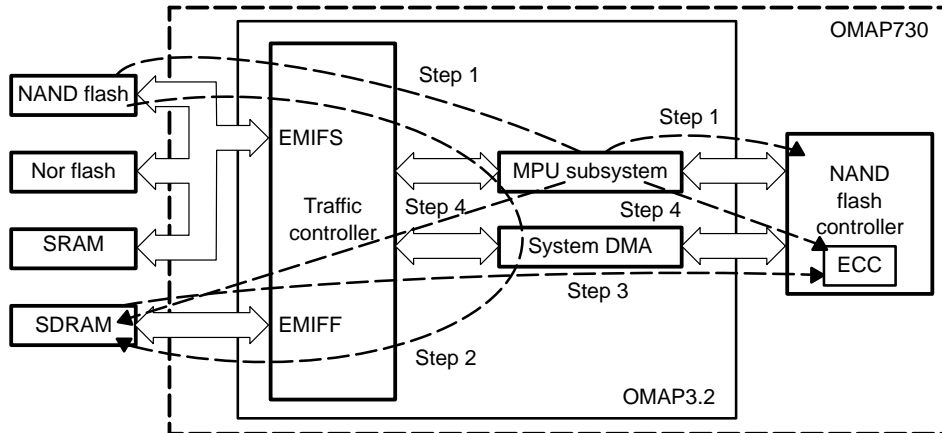 OMAP730
Step 1
NAND flash
Step 1
EMIFS
Nor flash
MPU subsystem
NAND
flash
controller
Traffic
controller
Step 4
Step 4
SRAM
System DMA
ECC
Step 3
SDRAM
EMIFF
Step 2
OMAP3.2